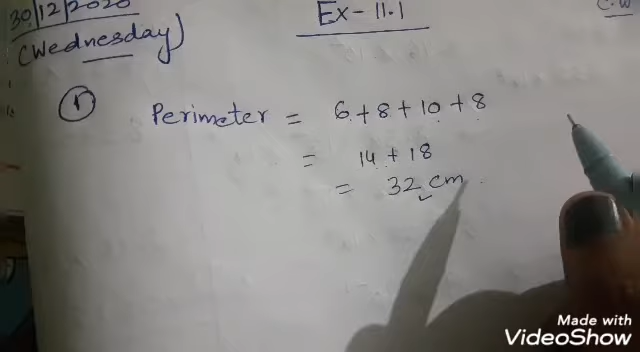 30/12/2020
Ex - 11.1
C.W
(Wednesday)
Perimeter = 6 + 8 + 10 + 8
= 14 + 18
= 32 cm
Made with
VideoShow